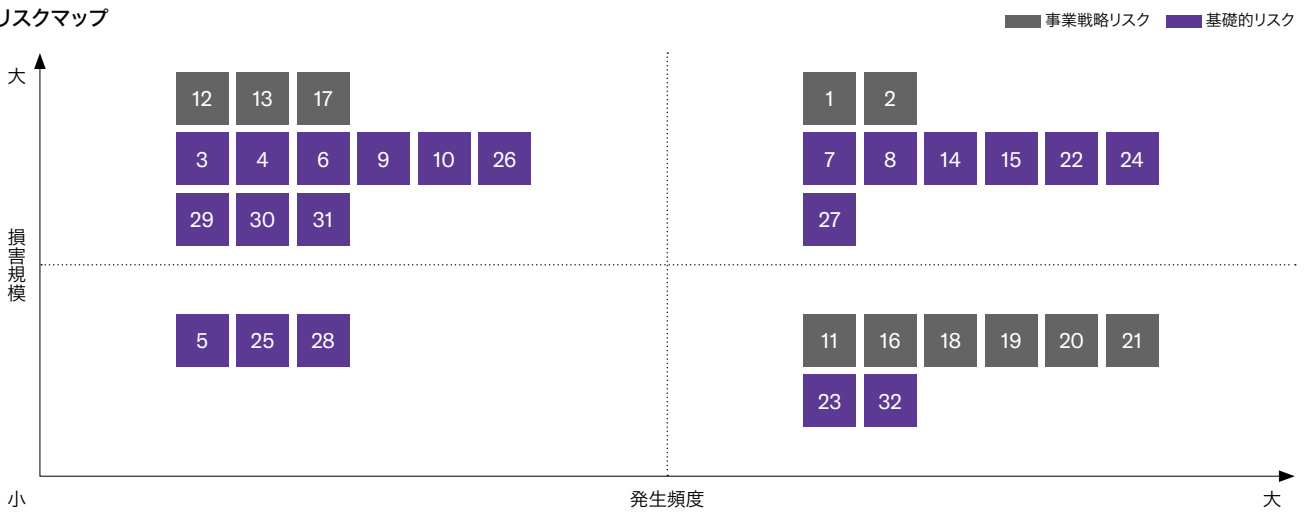 リスクマップ
事業戦略リスク 基礎的リスク
大
12 13 17 1 2
3 4 6 9 10 26 7 8 14 15 22 24
29 30 31 27
損害規模
5 25 28 11 16 18 19 20 21
23 32
小 発生頻度 大